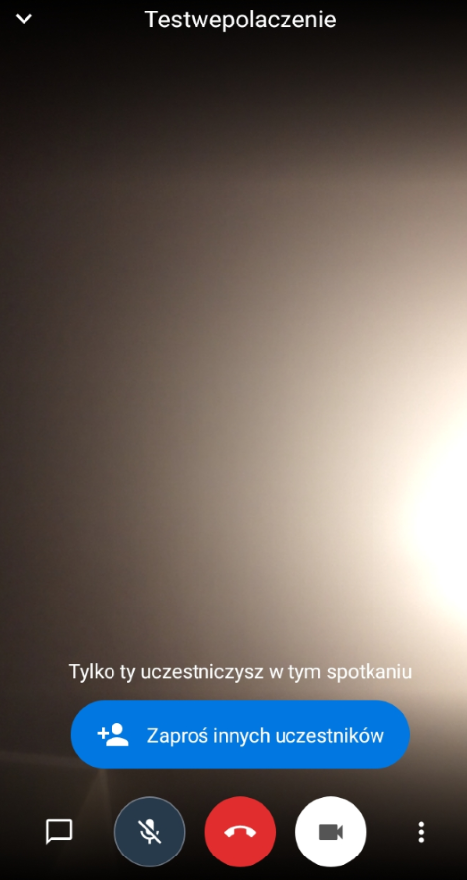 Testwepolaczenie
Tylko ty uczestniczysz w tym spotkaniu
Zaproś innych uczestników